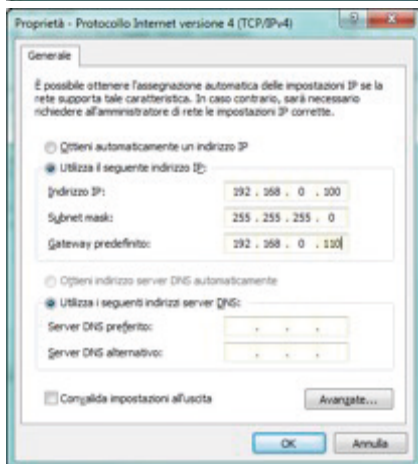 Proprietà - Protocollo Internet versione 4 (TCP/IPv4)
Generale
È possibile ottenere l'assegnazione automatica delle impostazioni IP se la
rete supporta tale caratteristica. In caso contrario, sarà necessario
richiedere all'amministratore di rete le impostazioni IP corrette.
Ottieni automaticamente un indirizzo IP
Utilizza il seguente indirizzo IP:
Indirizzo IP: 192 . 168 . 0 . 100
Subnet mask: 255 . 255 . 255 . 0
Gateway predefinito: 192 . 168 . 0 . 110
Ottieni indirizzo server DNS automaticamente
Utilizza i seguenti indirizzi server DNS:
Server DNS preferito: . . .
Server DNS alternativo: . . .
Convalida impostazioni all'uscita
Avanzate...
OK Annulla